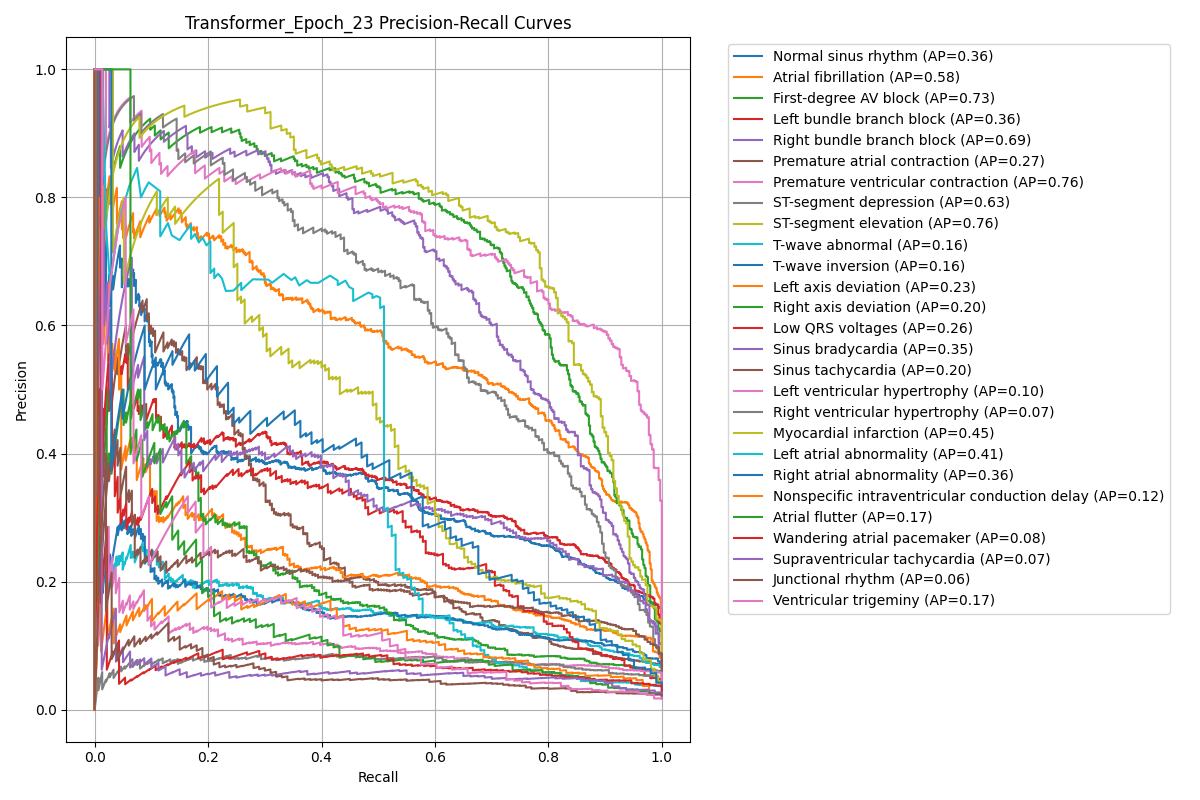 Transformer_Epoch_23 Precision-Recall Curves
1.0
0.8
0.6
0.4
0.2
0.0
Precision
0.0 0.2 0.4 0.6 0.8 1.0
Recall
Normal sinus rhythm (AP=0.36)
Atrial fibrillation (AP=0.58)
First-degree AV block (AP=0.73)
Left bundle branch block (AP=0.36)
Right bundle branch block (AP=0.69)
Premature atrial contraction (AP=0.27)
Premature ventricular contraction (AP=0.76)
ST-segment depression (AP=0.63)
ST-segment elevation (AP=0.76)
T-wave abnormal (AP=0.16)
T-wave inversion (AP=0.16)
Left axis deviation (AP=0.23)
Right axis deviation (AP=0.20)
Low QRS voltages (AP=0.26)
Sinus bradycardia (AP=0.35)
Sinus tachycardia (AP=0.20)
Left ventricular hypertrophy (AP=0.10)
Right ventricular hypertrophy (AP=0.07)
Myocardial infarction (AP=0.45)
Left atrial abnormality (AP=0.41)
Right atrial abnormality (AP=0.36)
Nonspecific intraventricular conduction delay (AP=0.12)
Atrial flutter (AP=0.17)
Wandering atrial pacemaker (AP=0.08)
Supraventricular tachycardia (AP=0.07)
Junctional rhythm (AP=0.06)
Ventricular trigeminy (AP=0.17)